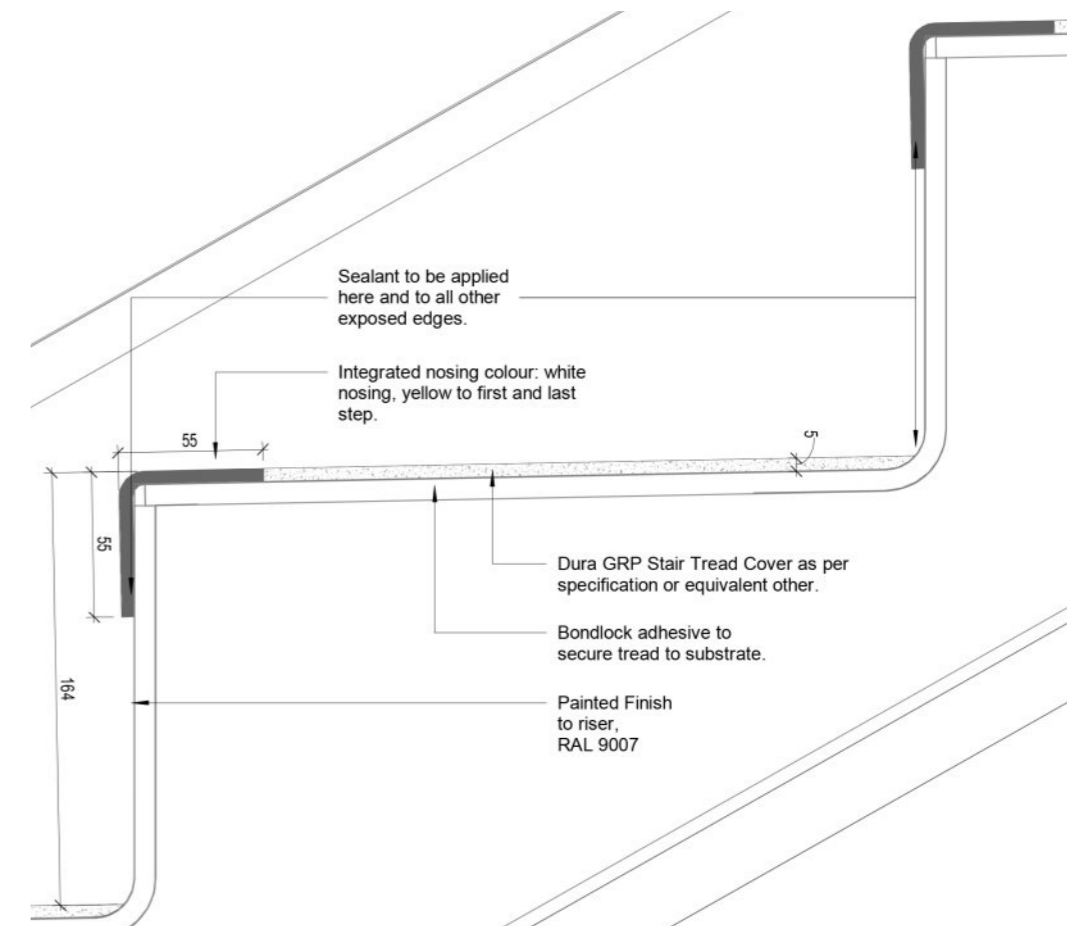 Sealant to be applied
here and to all other
exposed edges.
Integrated nosing colour: white
nosing, yellow to first and last
step.
55
5
55
Dura GRP Stair Tread Cover as per
specification or equivalent other.
Bondlock adhesive to
secure tread to substrate.
164
Painted Finish
to riser,
RAL 9007